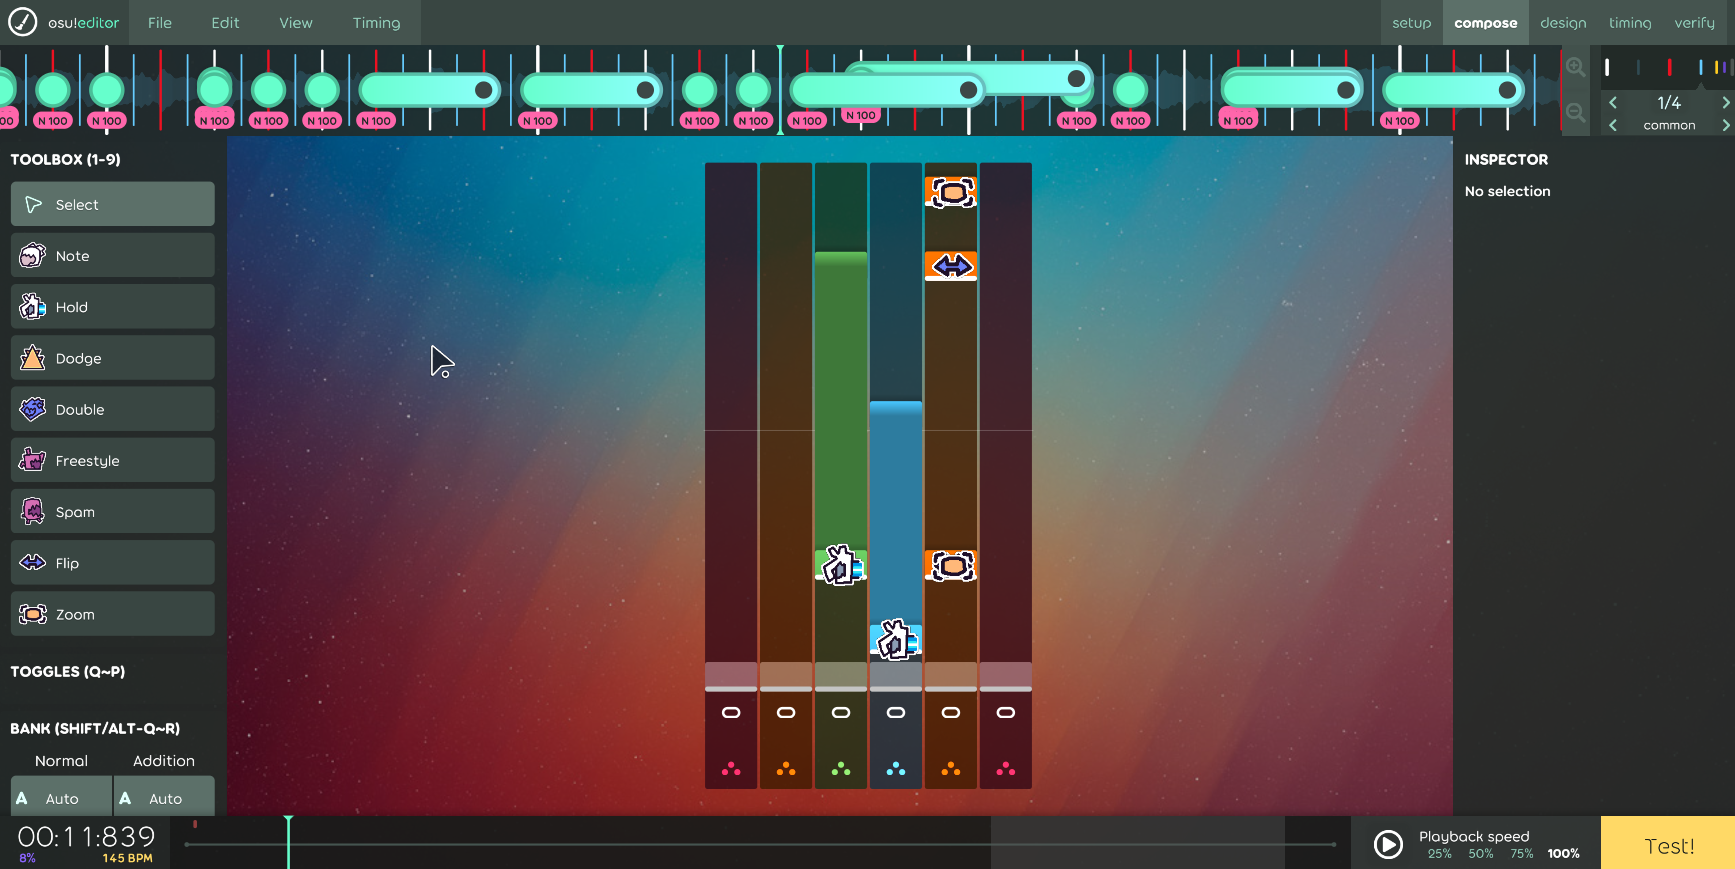 osu!editor File Edit View Timing setup compose design timing verify
00 N 100 N 100 N 100 N 100 N 100 N 100 N 100 N 100 N 100 N 100 N 100 N 100 N 100 N 100 N 100
1/4
common
TOOLBOX (1-9)
Select
Note
Hold
Dodge
Double
Freestyle
Spam
Flip
Zoom
TOGGLES (Q~P)
BANK (SHIFT/ALT-Q~R)
Normal Addition
A Auto A Auto
INSPECTOR
No selection
00:11:839
8% 145 BPM
Playback speed
25% 50% 75% 100%
Test!